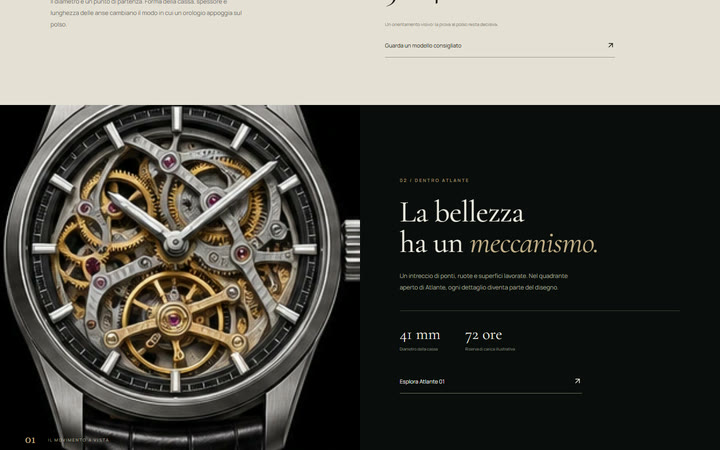 Il diametro è un punto di partenza. Forma della cassa, spessore e
lunghezza delle anse cambiano il modo in cui un orologio appoggia sul
polso.
Un orientamento visivo: la prova al polso resta decisiva.
Guarda un modello consigliato
02 | DENTRO ATLANTE
La bellezza
ha un meccanismo.
Un intreccio di ponti, ruote e superfici lavorate. Nel quadrante
aperto di Atlante, ogni dettaglio diventa parte del disegno.
41 mm 72 ore
Diametro della cassa Riserva di carica illustrativa
Esplora Atlante 01
01 IL MOVIMENTO A VISTA